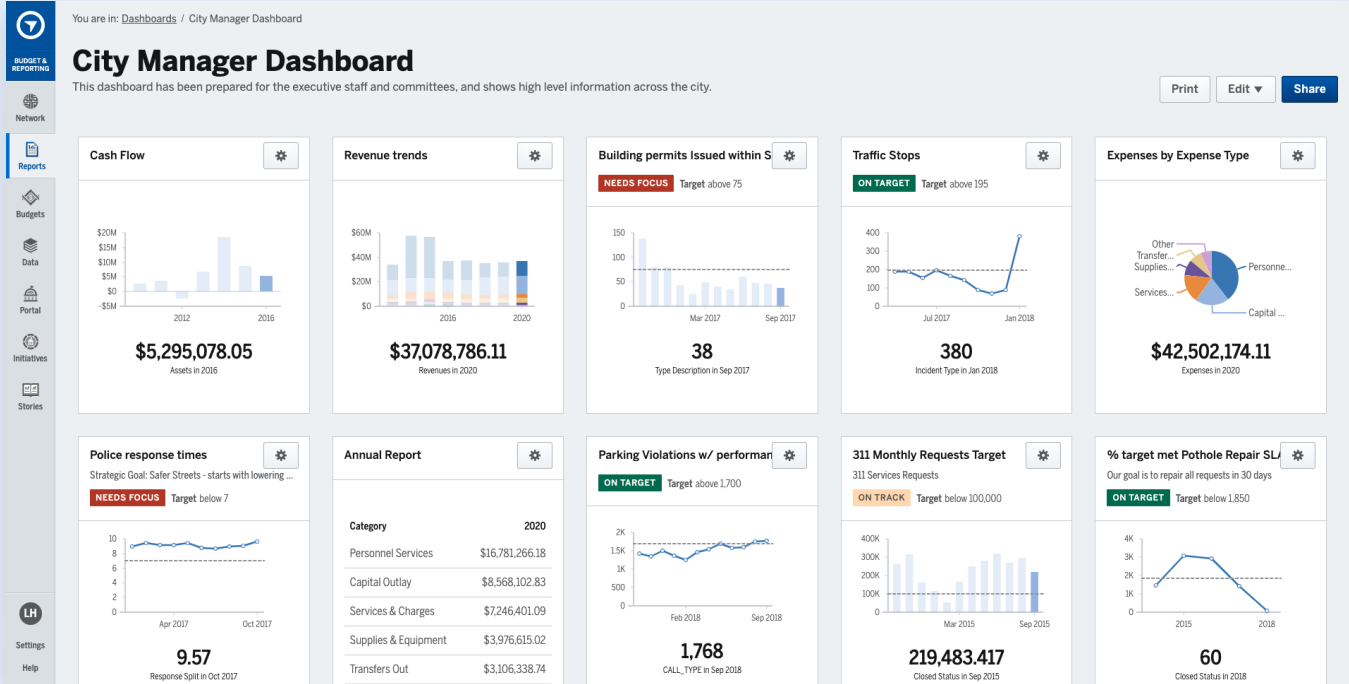 You are in: Dashboards / City Manager Dashboard
BUDGET &
REPORTING
Network
Reports
Budgets
Data
Portal
Initiatives
Stories
LH
Settings
Help
City Manager Dashboard
This dashboard has been prepared for the executive staff and committees, and shows high level information across the city.
Print
Edit ▼
Share
Cash Flow
$20M
$15M
$10M
$5M
$0
-$5M
2012 2016
$5,295,078.05
Assets in 2016
Revenue trends
$60M
$40M
$20M
$0
2016 2020
$37,078,786.11
Revenues in 2020
Building permits Issued within S
NEEDS FOCUS Target above 75
150
100
50
0
Mar 2017 Sep 2017
38
Type Description in Sep 2017
Traffic Stops
ON TARGET Target above 195
400
300
200
100
0
Jul 2017 Jan 2018
380
Incident Type in Jan 2018
Expenses by Expense Type
Other
Transfer...
Supplies...
Services...
Personne...
Capital ...
$42,502,174.11
Expenses in 2020
Police response times
Strategic Goal: Safer Streets - starts with lowering ...
NEEDS FOCUS Target below 7
10
8
6
4
2
0
Apr 2017 Oct 2017
9.57
Response Split in Oct 2017
Annual Report
Category 2020
Personnel Services $16,781,266.18
Capital Outlay $8,568,102.83
Services & Charges $7,246,401.09
Supplies & Equipment $3,976,615.02
Transfers Out $3,106,338.74
Parking Violations w/ performan
ON TARGET Target above 1,700
2K
1.5K
1K
500
0
Feb 2018 Sep 2018
1,768
CALL_TYPE in Sep 2018
311 Monthly Requests Target
311 Services Requests
ON TRACK Target below 100,000
400K
300K
200K
100K
0
Mar 2015 Sep 2015
219,483.417
Closed Status in Sep 2015
% target met Pothole Repair SLA
Our goal is to repair all requests in 30 days
ON TARGET Target below 1,850
4K
3K
2K
1K
0
2015 2018
60
Closed Status in 2018